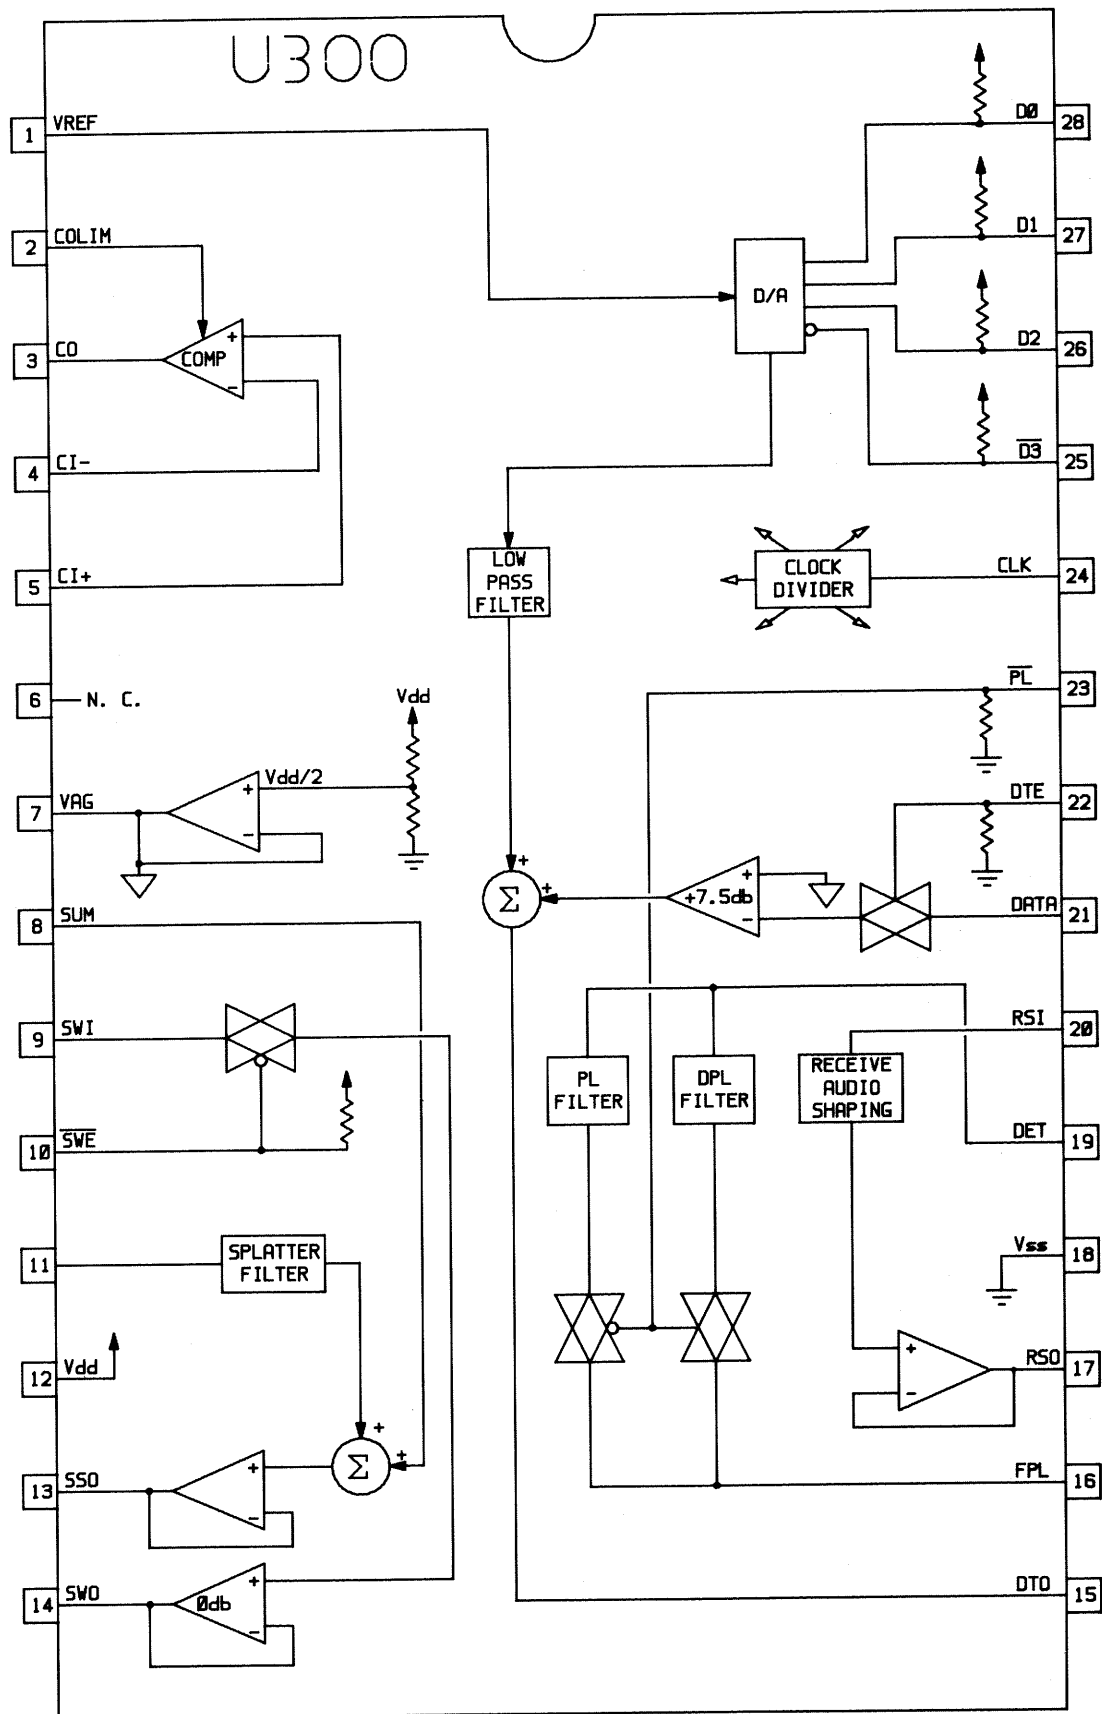 U300
1 VREF
2 COLIM
3 CO
COMP
+
-
4 CI-
5 CI+
6 N. C.
Vdd
7 VAG
Vdd/2
+
-
8 SUM
9 SWI
10 SWE
11
SPLATTER
FILTER
12 Vdd
+
+
Σ
13 SSO
+
-
14 SWO
0db
+
-
D0 28
D1 27
D/A
D2 26
D3 25
LOW
PASS
FILTER
CLOCK
DIVIDER
CLK 24
PL 23
DTE 22
+
+
Σ
+7.5db
+
-
DATA 21
RSI 20
PL
FILTER
DPL
FILTER
RECEIVE
AUDIO
SHAPING
DET 19
Vss 18
+
-
RSO 17
FPL 16
DTO 15